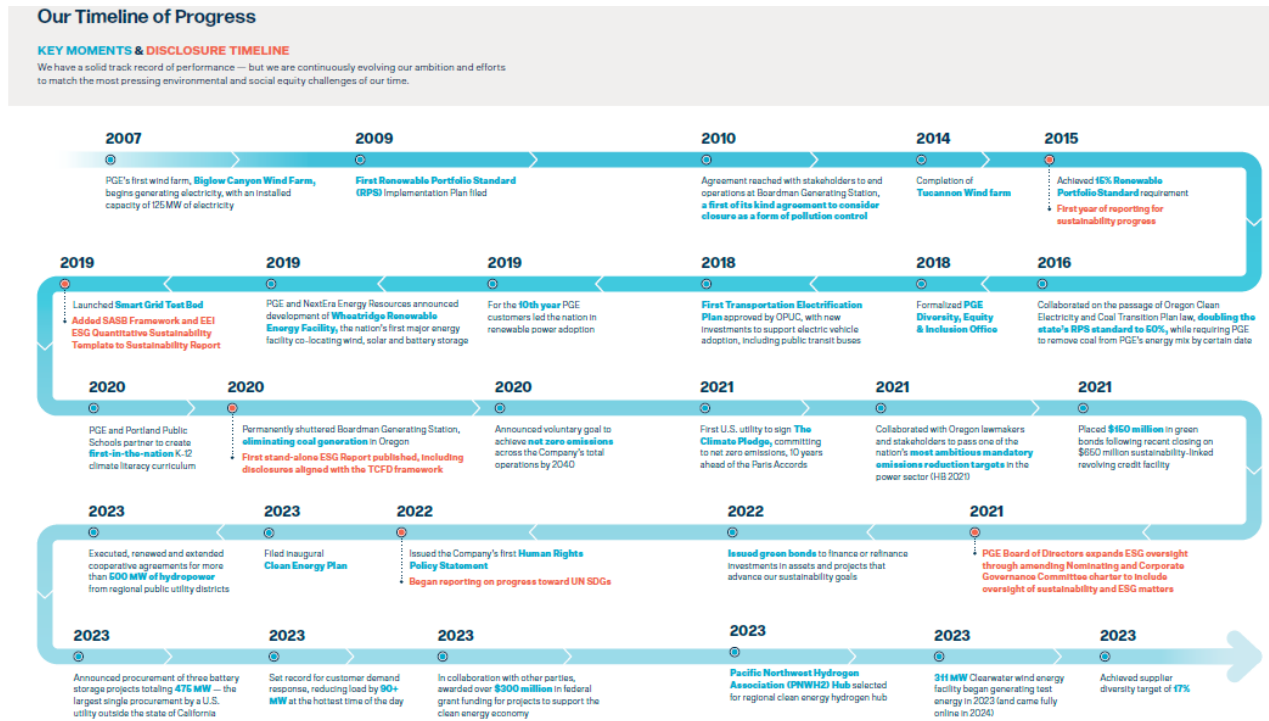 Our Timeline of Progress
KEY MOMENTS & DISCLOSURE TIMELINE
We have a solid track record of performance — but we are continuously evolving our ambition and efforts
to match the most pressing environmental and social equity challenges of our time.
2007
PGE's first wind farm, Biglow Canyon Wind Farm,
begins generating electricity, with an installed
capacity of 125 MW of electricity
2009
First Renewable Portfolio Standard
(RPS) Implementation Plan filed
2010
Agreement reached with stakeholders to end
operations at Boardman Generating Station,
a first of its kind agreement to consider
closure as a form of pollution control
2014
Completion of
Tucannon Wind farm
2015
Achieved 15% Renewable
Portfolio Standard requirement
First year of reporting for
sustainability progress
2016
Collaborated on the passage of Oregon Clean
Electricity and Coal Transition Plan law, doubling the
state's RPS standard to 50%, while requiring PGE
to remove coal from PGE's energy mix by certain date
2018
Formalized PGE
Diversity, Equity
& Inclusion Office
2018
First Transportation Electrification
Plan approved by OPUC, with new
investments to support electric vehicle
adoption, including public transit buses
2019
For the 10th year PGE
customers led the nation in
renewable power adoption
2019
PGE and NextEra Energy Resources announced
development of Wheatridge Renewable
Energy Facility, the nation's first major energy
facility co-locating wind, solar and battery storage
2019
Launched Smart Grid Test Bed
Added SASB Framework and EEI
ESG Quantitative Sustainability
Template to Sustainability Report
2020
PGE and Portland Public
Schools partner to create
first-in-the-nation K-12
climate literacy curriculum
2020
Permanently shuttered Boardman Generating Station,
eliminating coal generation in Oregon
First stand-alone ESG Report published, including
disclosures aligned with the TCFD framework
2020
Announced voluntary goal to
achieve net zero emissions
across the Company's total
operations by 2040
2021
First U.S. utility to sign The
Climate Pledge, committing
to net zero emissions, 10 years
ahead of the Paris Accords
2021
Collaborated with Oregon lawmakers
and stakeholders to pass one of the
nation's most ambitious mandatory
emissions reduction targets in the
power sector (HB 2021)
2021
Placed $150 million in green
bonds following recent closing on
$650 million sustainability-linked
revolving credit facility
2021
PGE Board of Directors expands ESG oversight
through amending Nominating and Corporate
Governance Committee charter to include
oversight of sustainability and ESG matters
2022
Issued green bonds to finance or refinance
investments in assets and projects that
advance our sustainability goals
2022
Issued the Company's first Human Rights
Policy Statement
Began reporting on progress toward UN SDGs
2023
Filed inaugural
Clean Energy Plan
2023
Executed, renewed and extended
cooperative agreements for more
than 500 MW of hydropower
from regional public utility districts
2023
Announced procurement of three battery
storage projects totaling 475 MW — the
largest single procurement by a U.S.
utility outside the state of California
2023
Set record for customer demand
response, reducing load by 90+
MW at the hottest time of the day
2023
In collaboration with other parties,
awarded over $300 million in federal
grant funding for projects to support the
clean energy economy
2023
Pacific Northwest Hydrogen
Association (PNWH2) Hub selected
for regional clean energy hydrogen hub
2023
311 MW Clearwater wind energy
facility began generating test
energy in 2023 (and came fully
online in 2024)
2023
Achieved supplier
diversity target of 17%